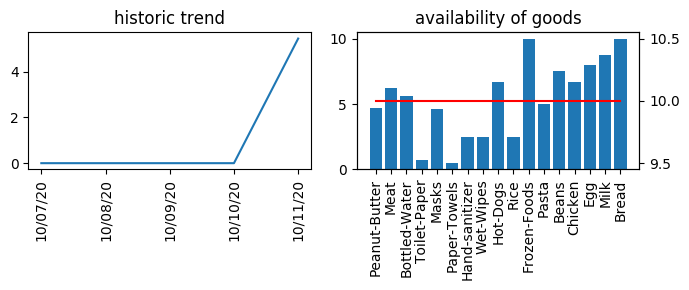 historic trend
4
2
0
10/07/20
10/08/20
10/09/20
10/10/20
10/11/20
availability of goods
10
5
0
10.5
10.0
9.5
Peanut-Butter
Meat
Bottled-Water
Toilet-Paper
Masks
Paper-Towels
Hand-sanitizer
Wet-Wipes
Hot-Dogs
Rice
Frozen-Foods
Pasta
Beans
Chicken
Egg
Milk
Bread